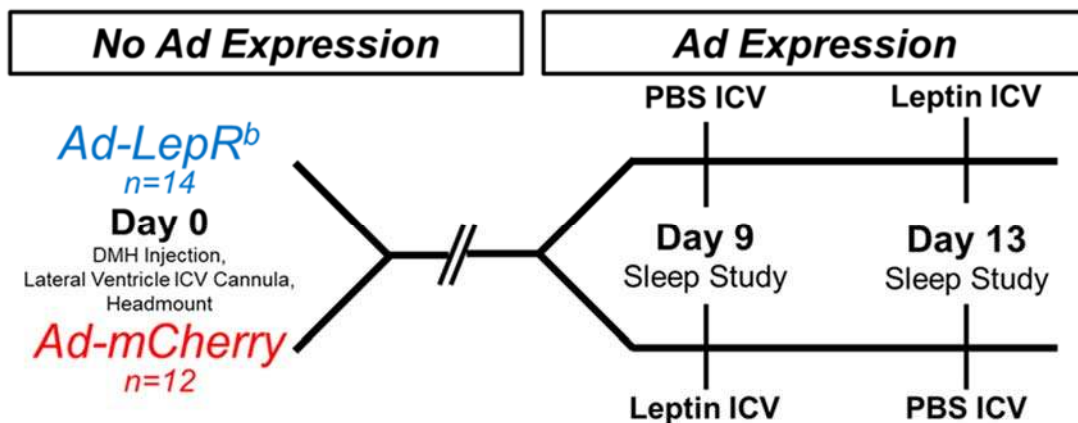 No Ad Expression
Ad Expression
Ad-LepRᵇ
n=14
Day 0
DMH Injection,
Lateral Ventricle ICV Cannula,
Headmount
Ad-mCherry
n=12
PBS ICV
Leptin ICV
Day 9
Sleep Study
Day 13
Sleep Study
Leptin ICV
PBS ICV